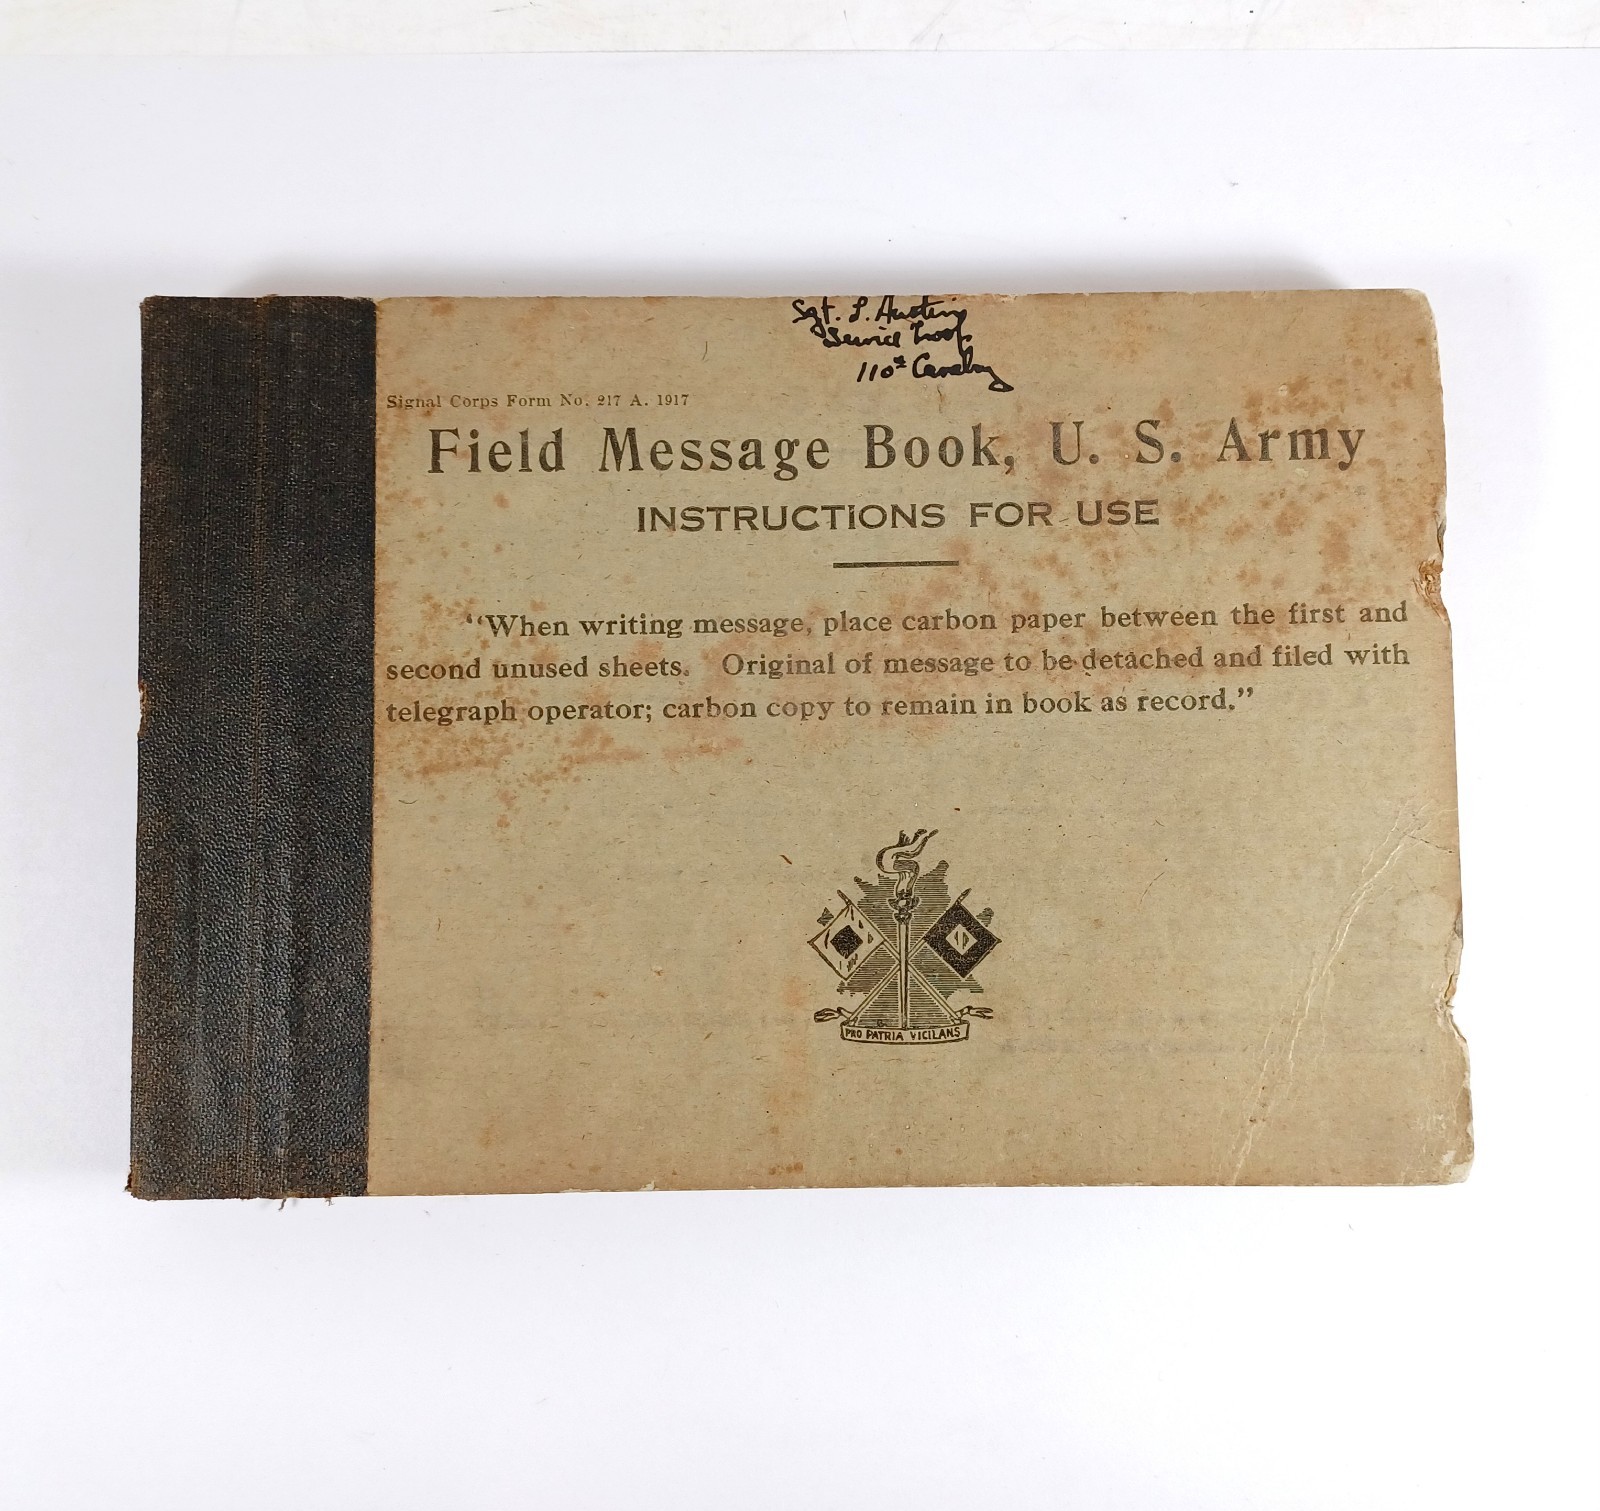 Sgt. L. Austin
Service Troop
110th Cavalry
Signal Corps Form No. 217 A. 1917
Field Message Book, U. S. Army
INSTRUCTIONS FOR USE
“When writing message, place carbon paper between the first and
second unused sheets. Original of message to be detached and filed with
telegraph operator; carbon copy to remain in book as record.”
PRO PATRIA VIGILANS